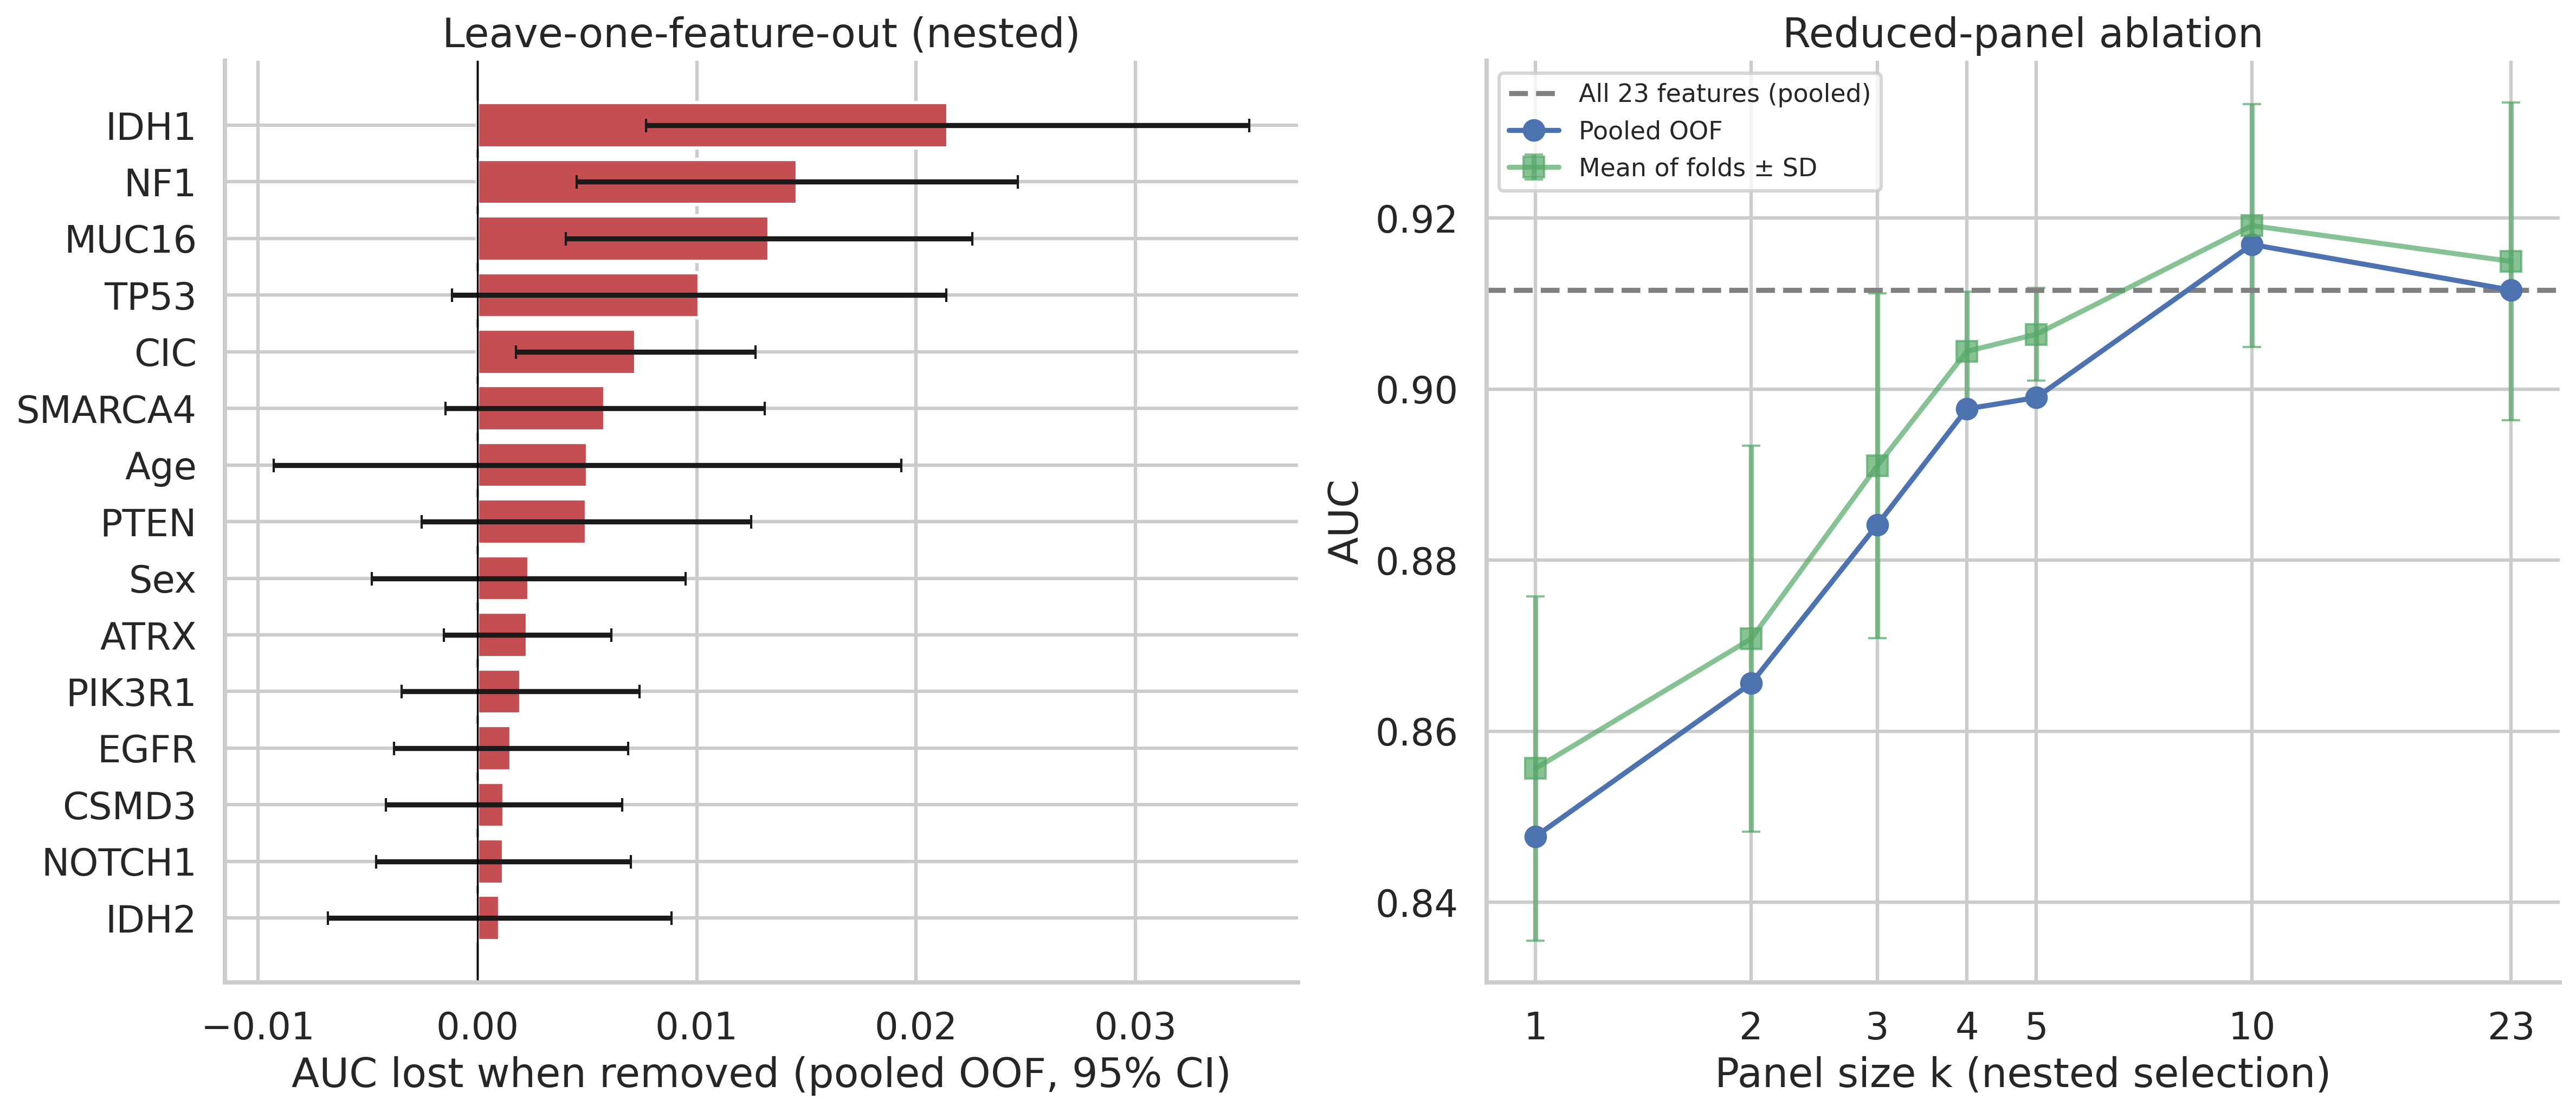 Leave-one-feature-out (nested)
IDH1
NF1
MUC16
TP53
CIC
SMARCA4
Age
PTEN
Sex
ATRX
PIK3R1
EGFR
CSMD3
NOTCH1
IDH2
−0.01 0.00 0.01 0.02 0.03
AUC lost when removed (pooled OOF, 95% CI)
Reduced-panel ablation
All 23 features (pooled)
Pooled OOF
Mean of folds ± SD
AUC
0.92
0.90
0.88
0.86
0.84
1 2 3 4 5 10 23
Panel size k (nested selection)